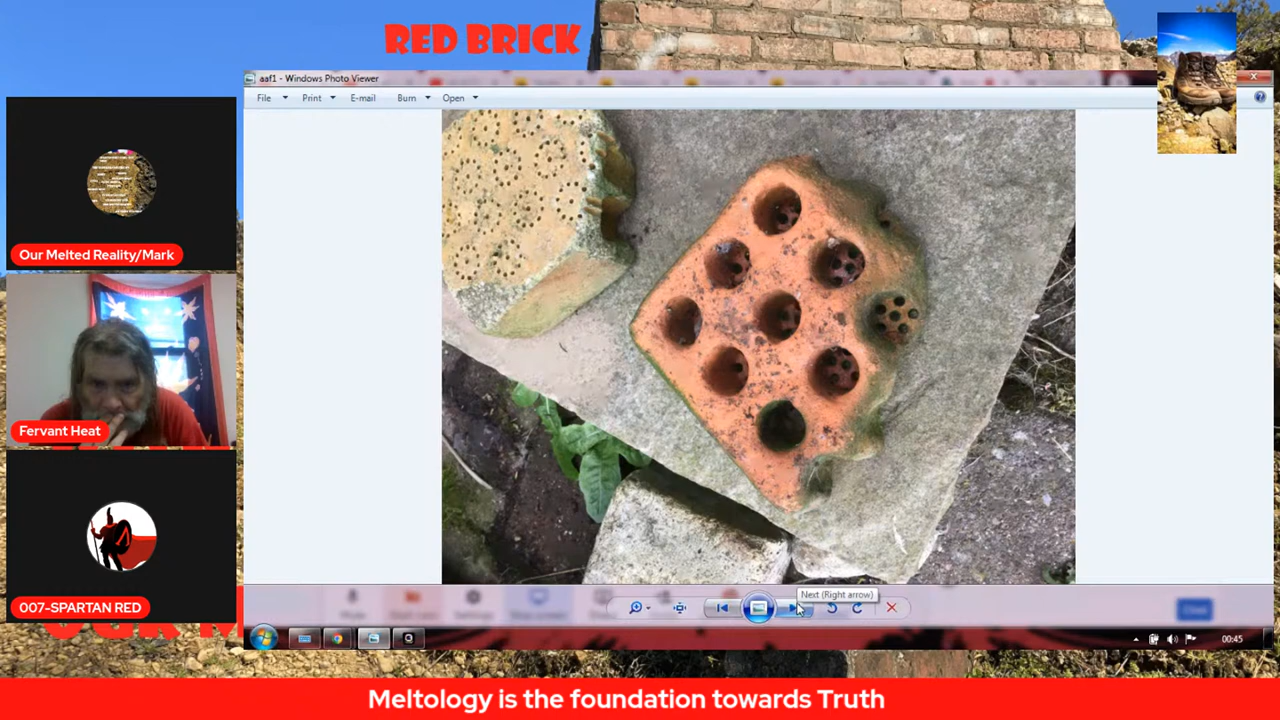 RED BRICK
aaf1 - Windows Photo Viewer
File Print E-mail Burn Open
Our Melted Reality/Mark
Fervant Heat
007-SPARTAN RED
Next (Right arrow)
00:45
Meltology is the foundation towards Truth